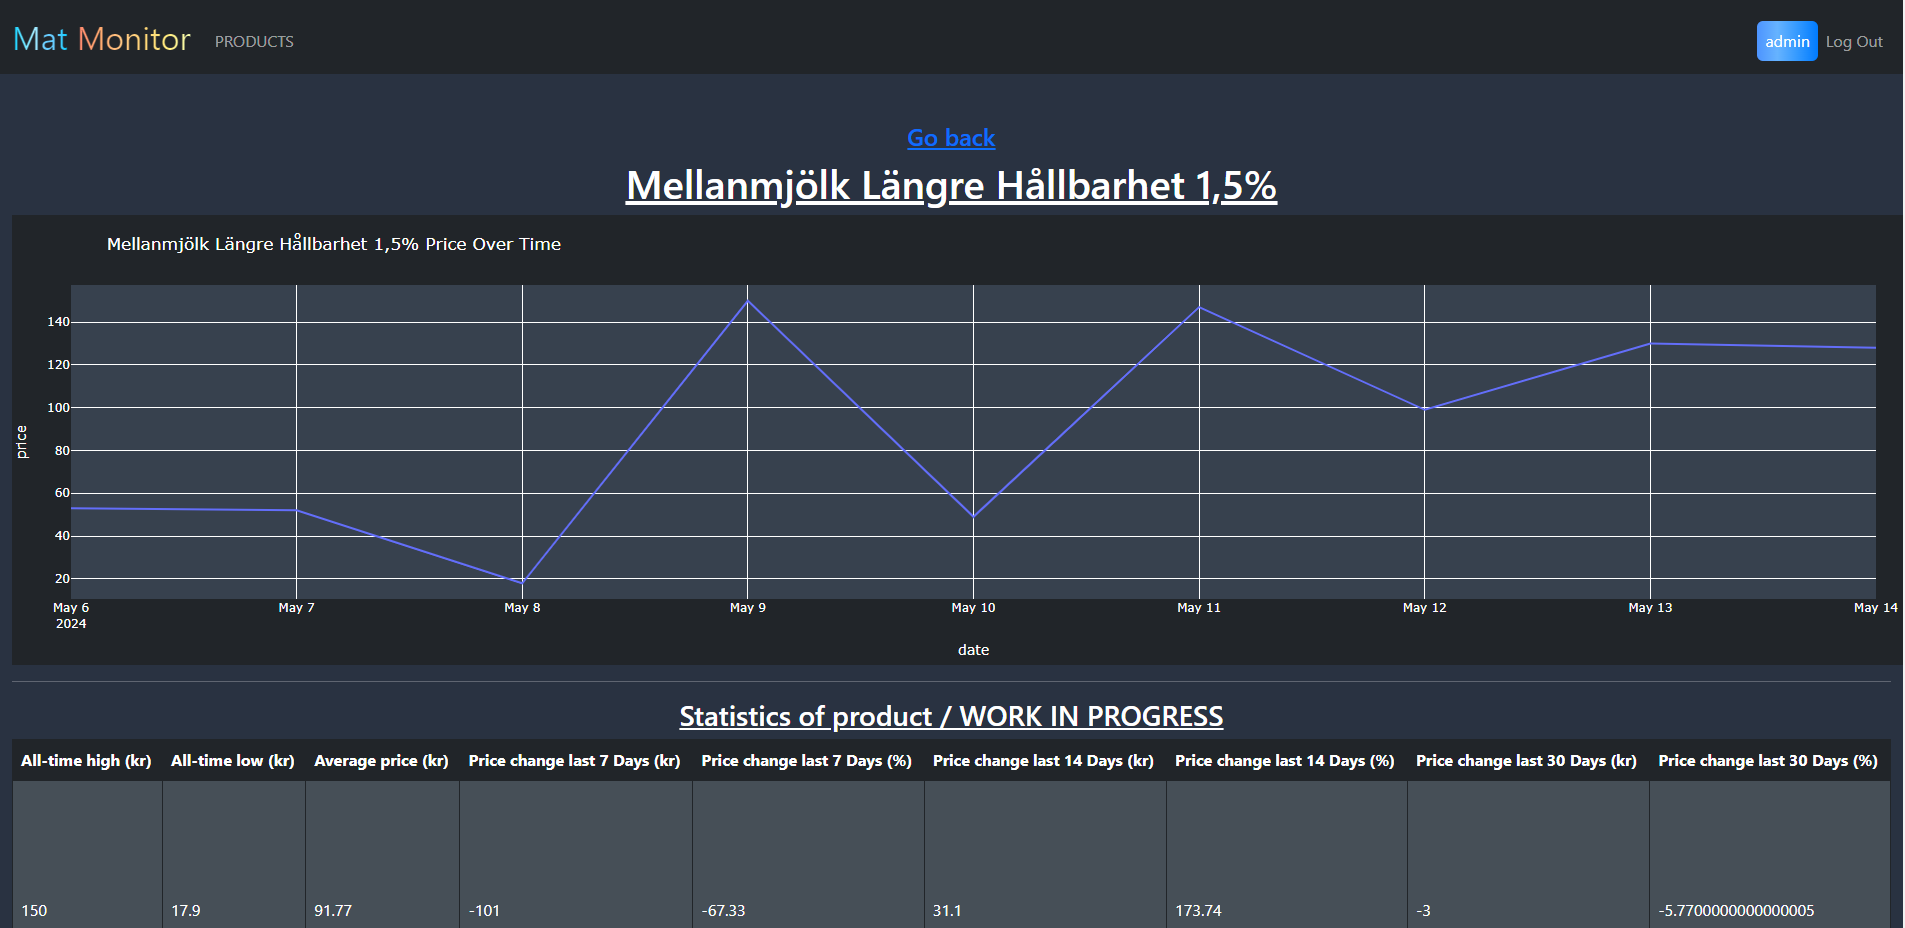 Mat Monitor PRODUCTS admin Log Out
Go back
Mellanmjölk Längre Hållbarhet 1,5%
Mellanmjölk Längre Hållbarhet 1,5% Price Over Time
140
120
100
80
60
40
20
price
May 6 May 7 May 8 May 9 May 10 May 11 May 12 May 13 May 14
2024
date
Statistics of product / WORK IN PROGRESS
All-time high (kr) All-time low (kr) Average price (kr) Price change last 7 Days (kr) Price change last 7 Days (%) Price change last 14 Days (kr) Price change last 14 Days (%) Price change last 30 Days (kr) Price change last 30 Days (%)
150 17.9 91.77 -101 -67.33 31.1 173.74 -3 -5.7700000000000005